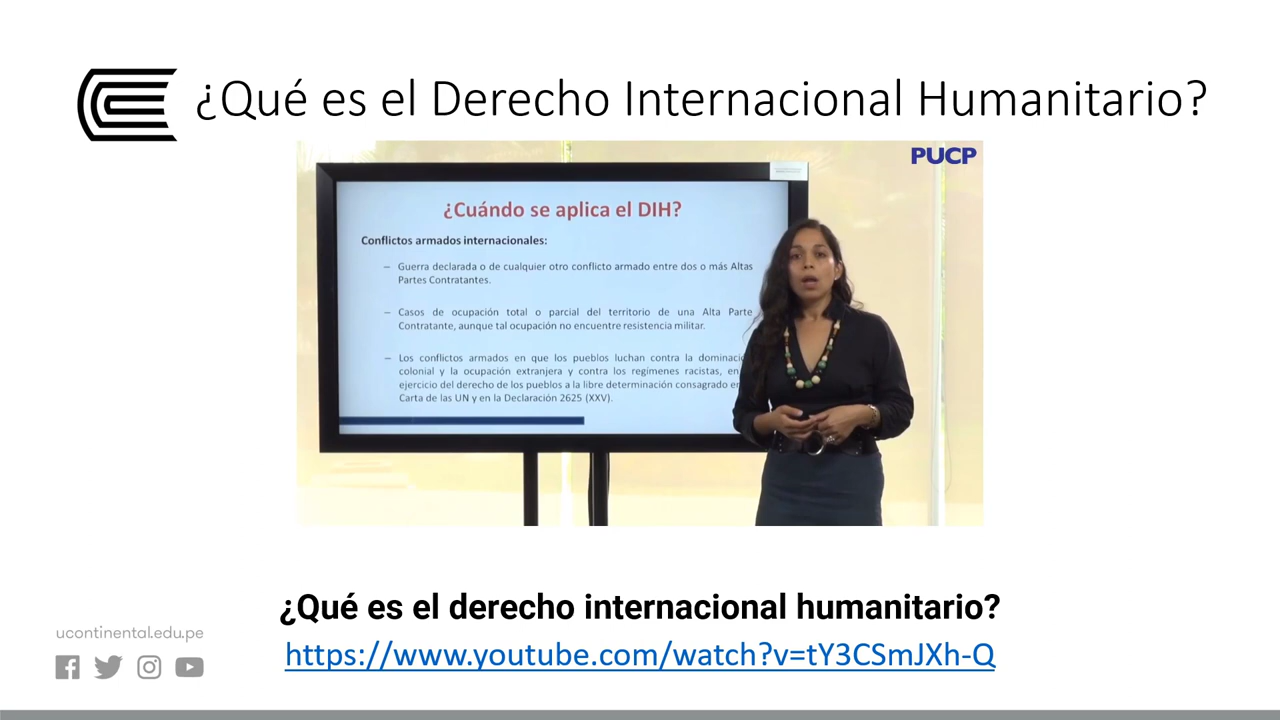 ¿Qué es el Derecho Internacional Humanitario?
PUCP
¿Cuándo se aplica el DIH?
Conflictos armados internacionales:
– Guerra declarada o de cualquier otro conflicto armado entre dos o más Altas
Partes Contratantes.
– Casos de ocupación total o parcial del territorio de una Alta Parte
Contratante, aunque tal ocupación no encuentre resistencia militar.
– Los conflictos armados en que los pueblos luchan contra la
colonial y la ocupación extranjera y contra los regímenes racistas, en
ejercicio del derecho de los pueblos a la libre determinación consagrado en
Carta de las UN y en la Declaración 2625 (XXV).
¿Qué es el derecho internacional humanitario?
https://www.youtube.com/watch?v=tY3CSmJXh-Q
ucontinental.edu.pe